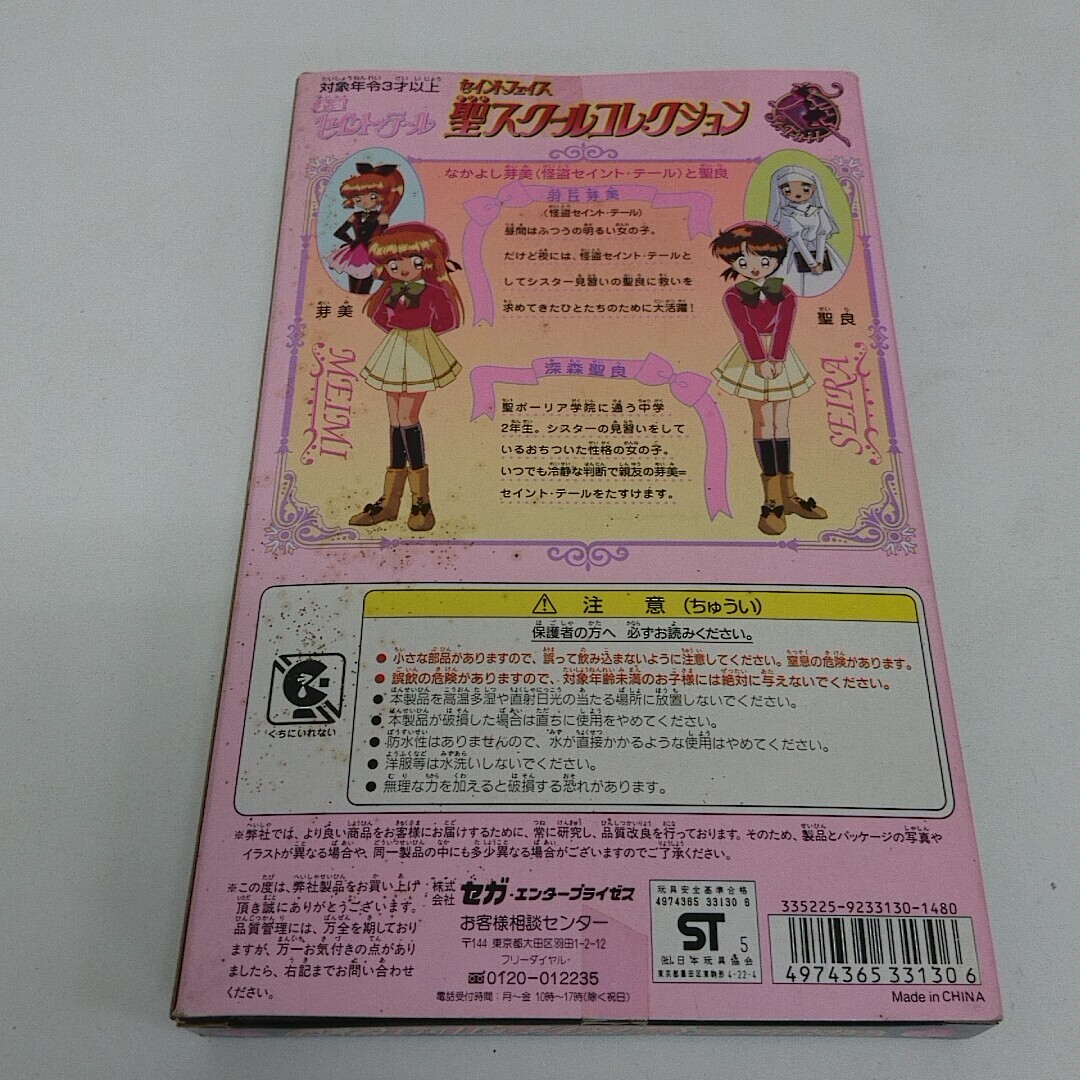 対象年令3才以上
怪盗セイント・テール
セイントフェイス
聖スクールコレクション
なかよし芽美(怪盗セイント・テール)と聖良
羽丘芽美
(怪盗セイント・テール)
昼間はふつうの明るい女の子。
だけど夜には、怪盗セイント・テールと
してシスター見習いの聖良に救いを
求めてきたひとたちのために大活躍!
芽美
聖良
MEIMI
SEIRA
深森聖良
聖ポーリア学院に通う中学
2年生。シスターの見習いをして
いるおちついた性格の女の子。
いつでも冷静な判断で親友の芽美=
セイント・テールをたすけます。
⚠ 注 意 (ちゅうい)
保護者の方へ 必ずお読みください。
● 小さな部品がありますので、誤って飲み込まないように注意してください。窒息の危険があります。
● 誤飲の危険がありますので、対象年齢未満のお子様には絶対に与えないでください。
● 本製品を高温多湿や直射日光の当たる場所に放置しないでください。
● 本製品が破損した場合は直ちに使用をやめてください。
● 防水性はありませんので、水が直接かかるような使用はやめてください。
● 洋服等は水洗いしないでください。
● 無理な力を加えると破損する恐れがあります。
くちにいれない
※弊社では、より良い商品をお客様にお届けするために、常に研究し、品質改良を行っております。そのため、製品とパッケージの写真や
イラストが異なる場合や、同一製品の中にも多少異なる場合がございますのでご了承ください。
※この度は、弊社製品をお買い上げ
頂き誠にありがとうございます。
品質管理には、万全を期しており
ますが、万一お気付きの点があり
ましたら、右記までお問い合わせ
ください。
株式会社 セガ・エンタープライゼス
お客様相談センター
〒144 東京都大田区羽田1-2-12
フリーダイヤル
0120-012235
電話受付時間:月~金 10時~17時(除く祝日)
玩具安全基準合格
4974365 33130 6
ST 5
(社)日本玩具協会
東京都墨田区東駒形4-22-4
335225-9233130-1480
4974365 331306
Made in CHINA